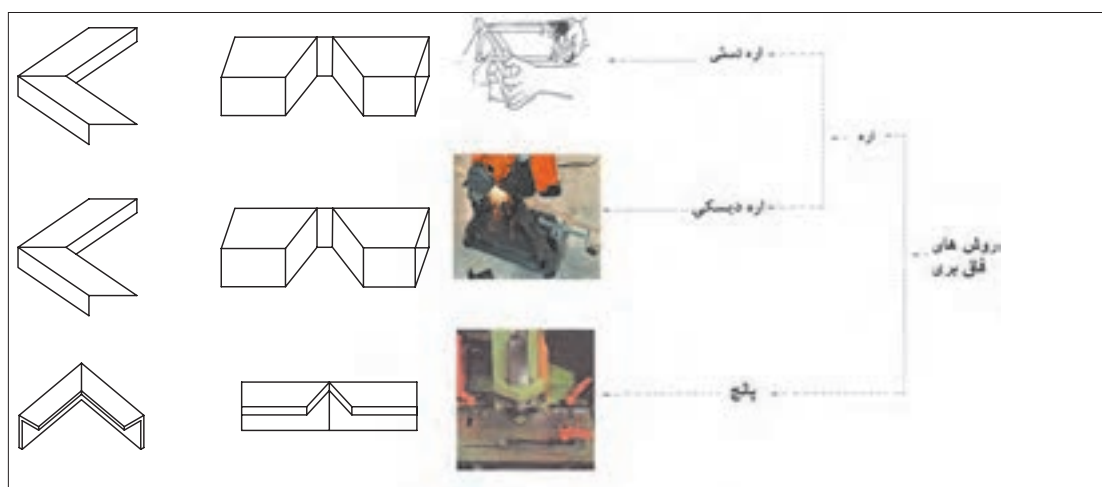 روش های
فاق بری
اره
اره دستی
اره دیسکی
پانچ